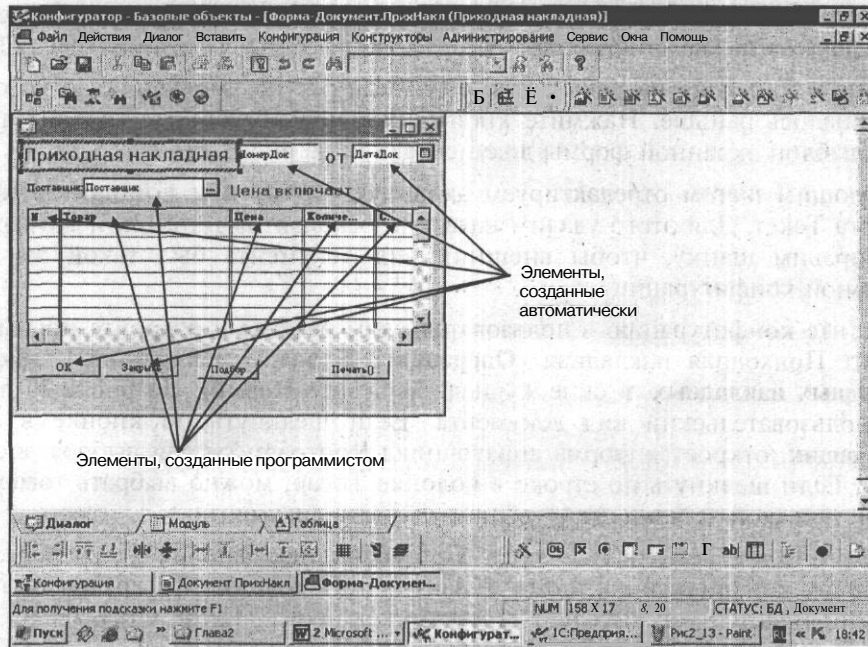 Конфигуратор - Базовые объекты - [Форма-Документ.ПрихНакл (Приходная накладная)]
Файл Действия Диалог Вставить Конфигурация Конструкторы Администрирование Сервис Окна Помощь
Б Ё •
Приходная накладная НомерДок от ДатаДок
Поставщик: Поставщик ... Цена включает
N Товар Цена Количе... С...
Элементы,
созданные
автоматически
ОК Закрыть Подбор Печать()
Элементы, созданные программистом
Диалог Модуль Таблица
Г ab
Конфигурация Документ ПрихНакл Форма-Докумен...
Для получения подсказки нажмите F1 NUM 158 X 17 8, 20 СТАТУС: БД , Документ
Пуск » Глава2 2_Microsoft ... Конфигурат... 1С:Предприя... Рис2_13 - Paint « 18:42